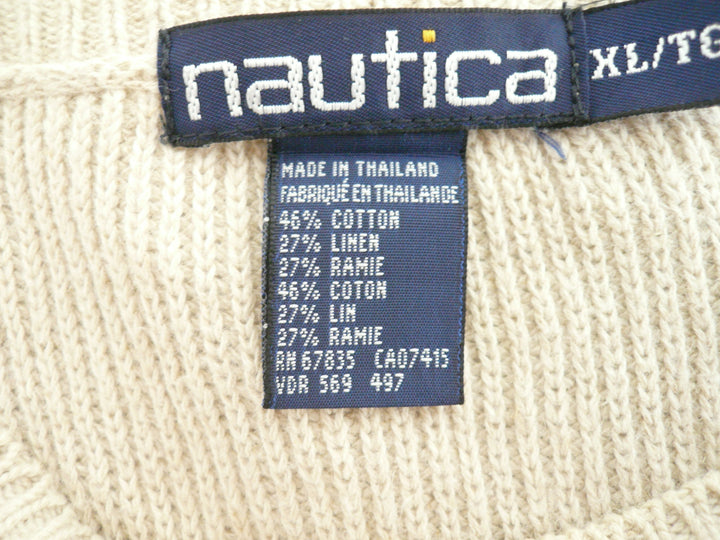 nautica
XL/TG
MADE IN THAILAND
FABRIQUÉ EN THAILANDE
46% COTTON
27% LINEN
27% RAMIE
46% COTON
27% LIN
27% RAMIE
RN 67835 CA07415
VDR 569 497